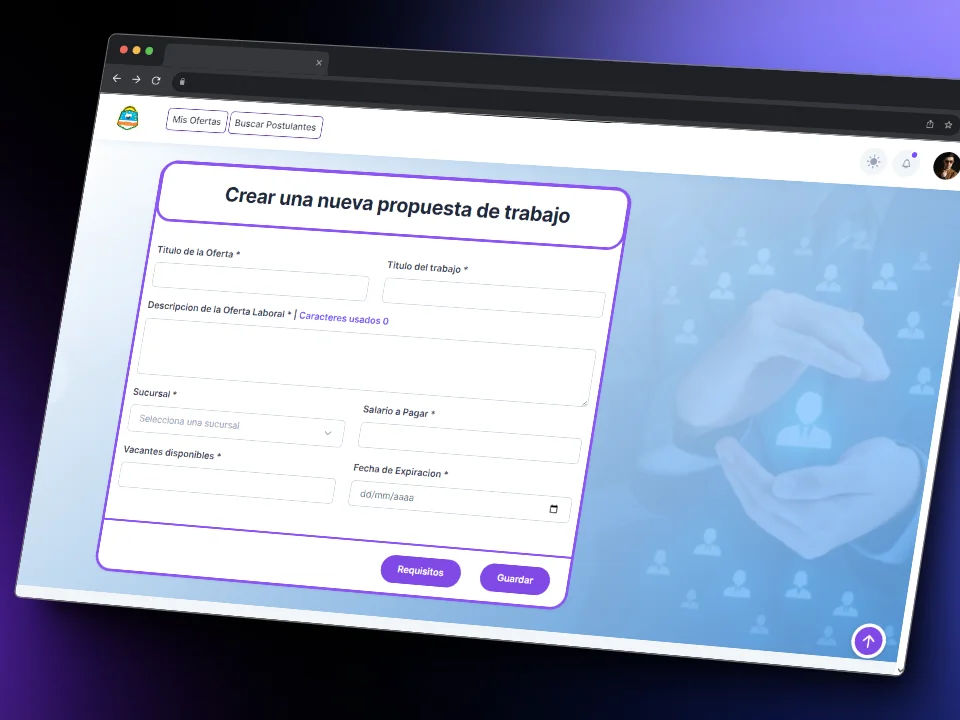 Mis Ofertas
Buscar Postulantes
Crear una nueva propuesta de trabajo
Titulo de la Oferta *
Titulo del trabajo *
Descripcion de la Oferta Laboral * | Caracteres usados 0
Sucursal *
Salario a Pagar *
Selecciona una sucursal
Vacantes disponibles *
Fecha de Expiracion *
dd/mm/aaaa
Requisitos
Guardar